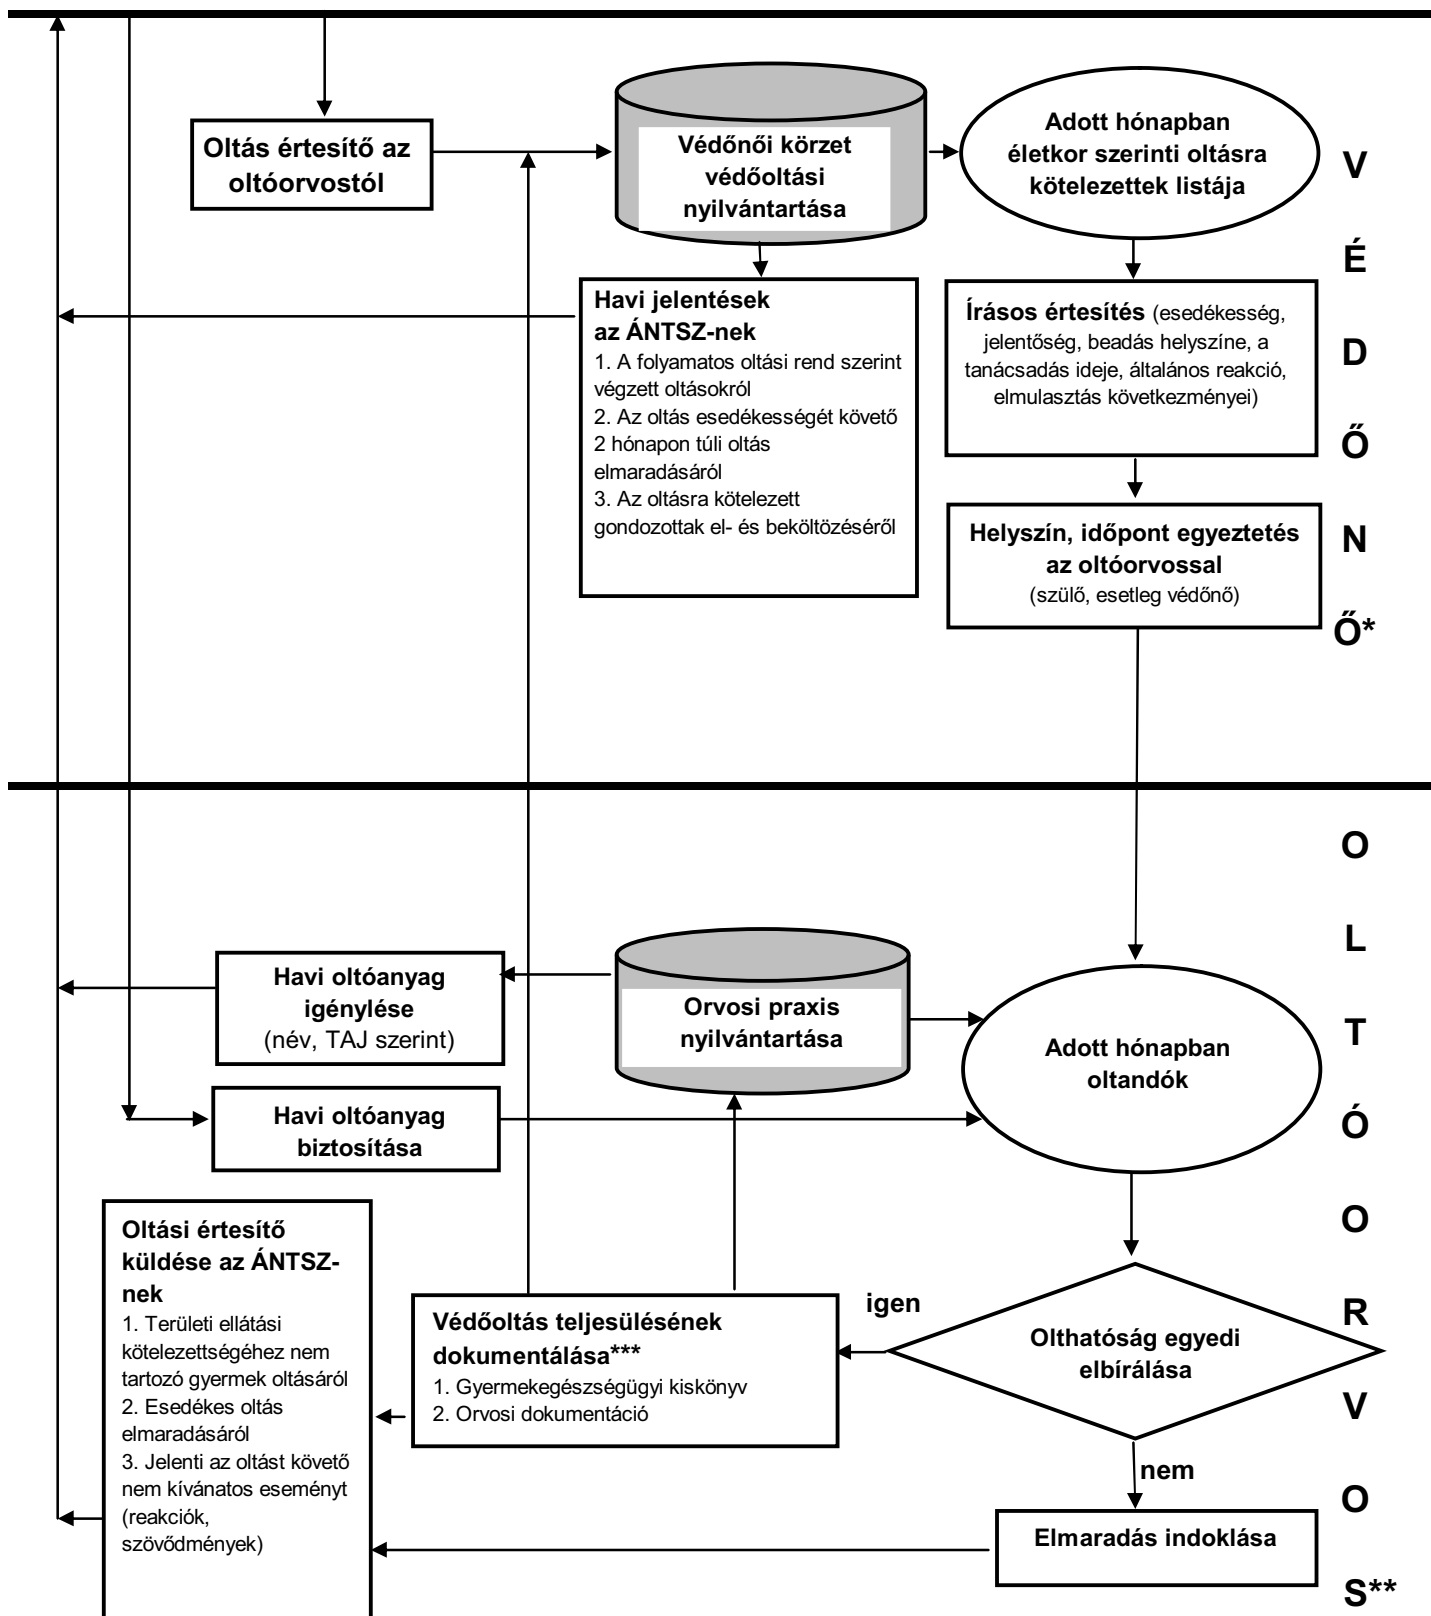 Oltás értesítő az
oltóorvostól
Védőnői körzet
védőoltási
nyilvántartása
Adott hónapban
életkor szerinti oltásra
kötelezettek listája
Havi jelentések
az ÁNTSZ-nek
1. A folyamatos oltási rend szerint
végzett oltásokról
2. Az oltás esedékességét követő
2 hónapon túli oltás
elmaradásáról
3. Az oltásra kötelezett
gondozottak el- és beköltözéséről
Írásos értesítés (esedékesség,
jelentőség, beadás helyszíne, a
tanácsadás ideje, általános reakció,
elmulasztás következményei)
Helyszín, időpont egyeztetés
az oltóorvossal
(szülő, esetleg védőnő)
V
É
D
Ő
N
Ő*
Havi oltóanyag
igénylése
(név, TAJ szerint)
Orvosi praxis
nyilvántartása
Adott hónapban
oltandók
Havi oltóanyag
biztosítása
Oltási értesítő
küldése az ÁNTSZ-
nek
1. Területi ellátási
kötelezettségéhez nem
tartozó gyermek oltásáról
2. Esedékes oltás
elmaradásáról
3. Jelenti az oltást követő
nem kívánatos eseményt
(reakciók,
szövődmények)
Védőoltás teljesülésének
dokumentálása***
1. Gyermekegészségügyi kiskönyv
2. Orvosi dokumentáció
igen
Olthatóság egyedi
elbírálása
nem
Elmaradás indoklása
O
L
T
Ó
O
R
V
O
S**